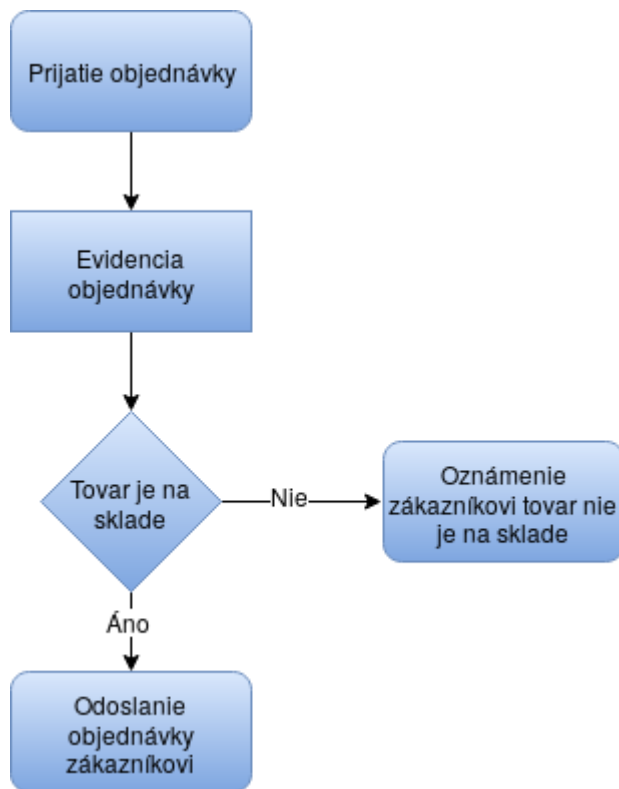 Prijatie objednávky
Evidencia
objednávky
Tovar je na
sklade
Nie
Oznámenie
zákazníkovi tovar nie
je na sklade
Áno
Odoslanie
objednávky
zákazníkovi